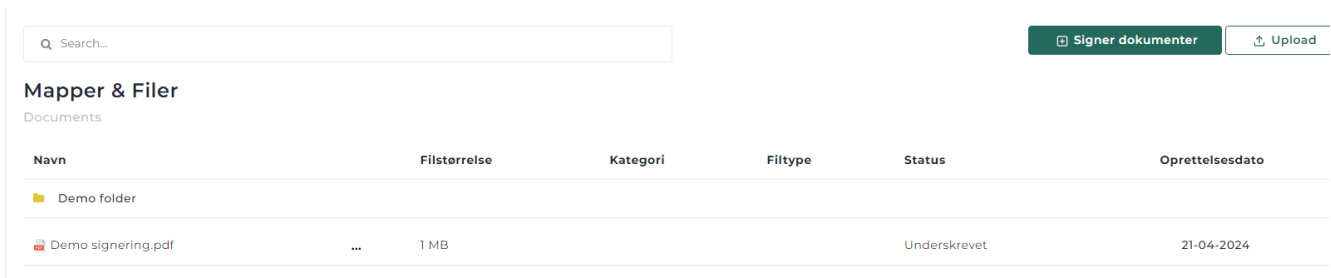 Search...
Signer dokumenter
Upload
Mapper & Filer
Documents
Navn Filstørrelse Kategori Filtype Status Oprettelsesdato
Demo folder
Demo signering.pdf ... 1 MB Underskrevet 21-04-2024